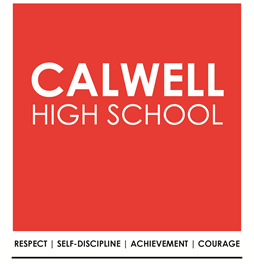 CALWELL
HIGH SCHOOL
RESPECT | SELF-DISCIPLINE | ACHIEVEMENT | COURAGE